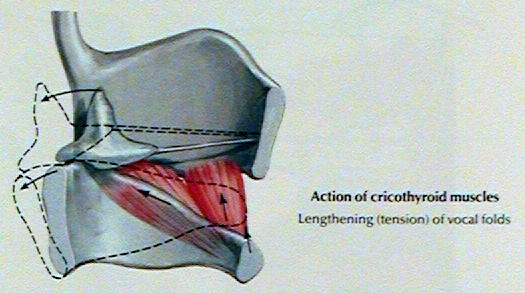 Action of cricothyroid muscles
Lengthening (tension) of vocal folds